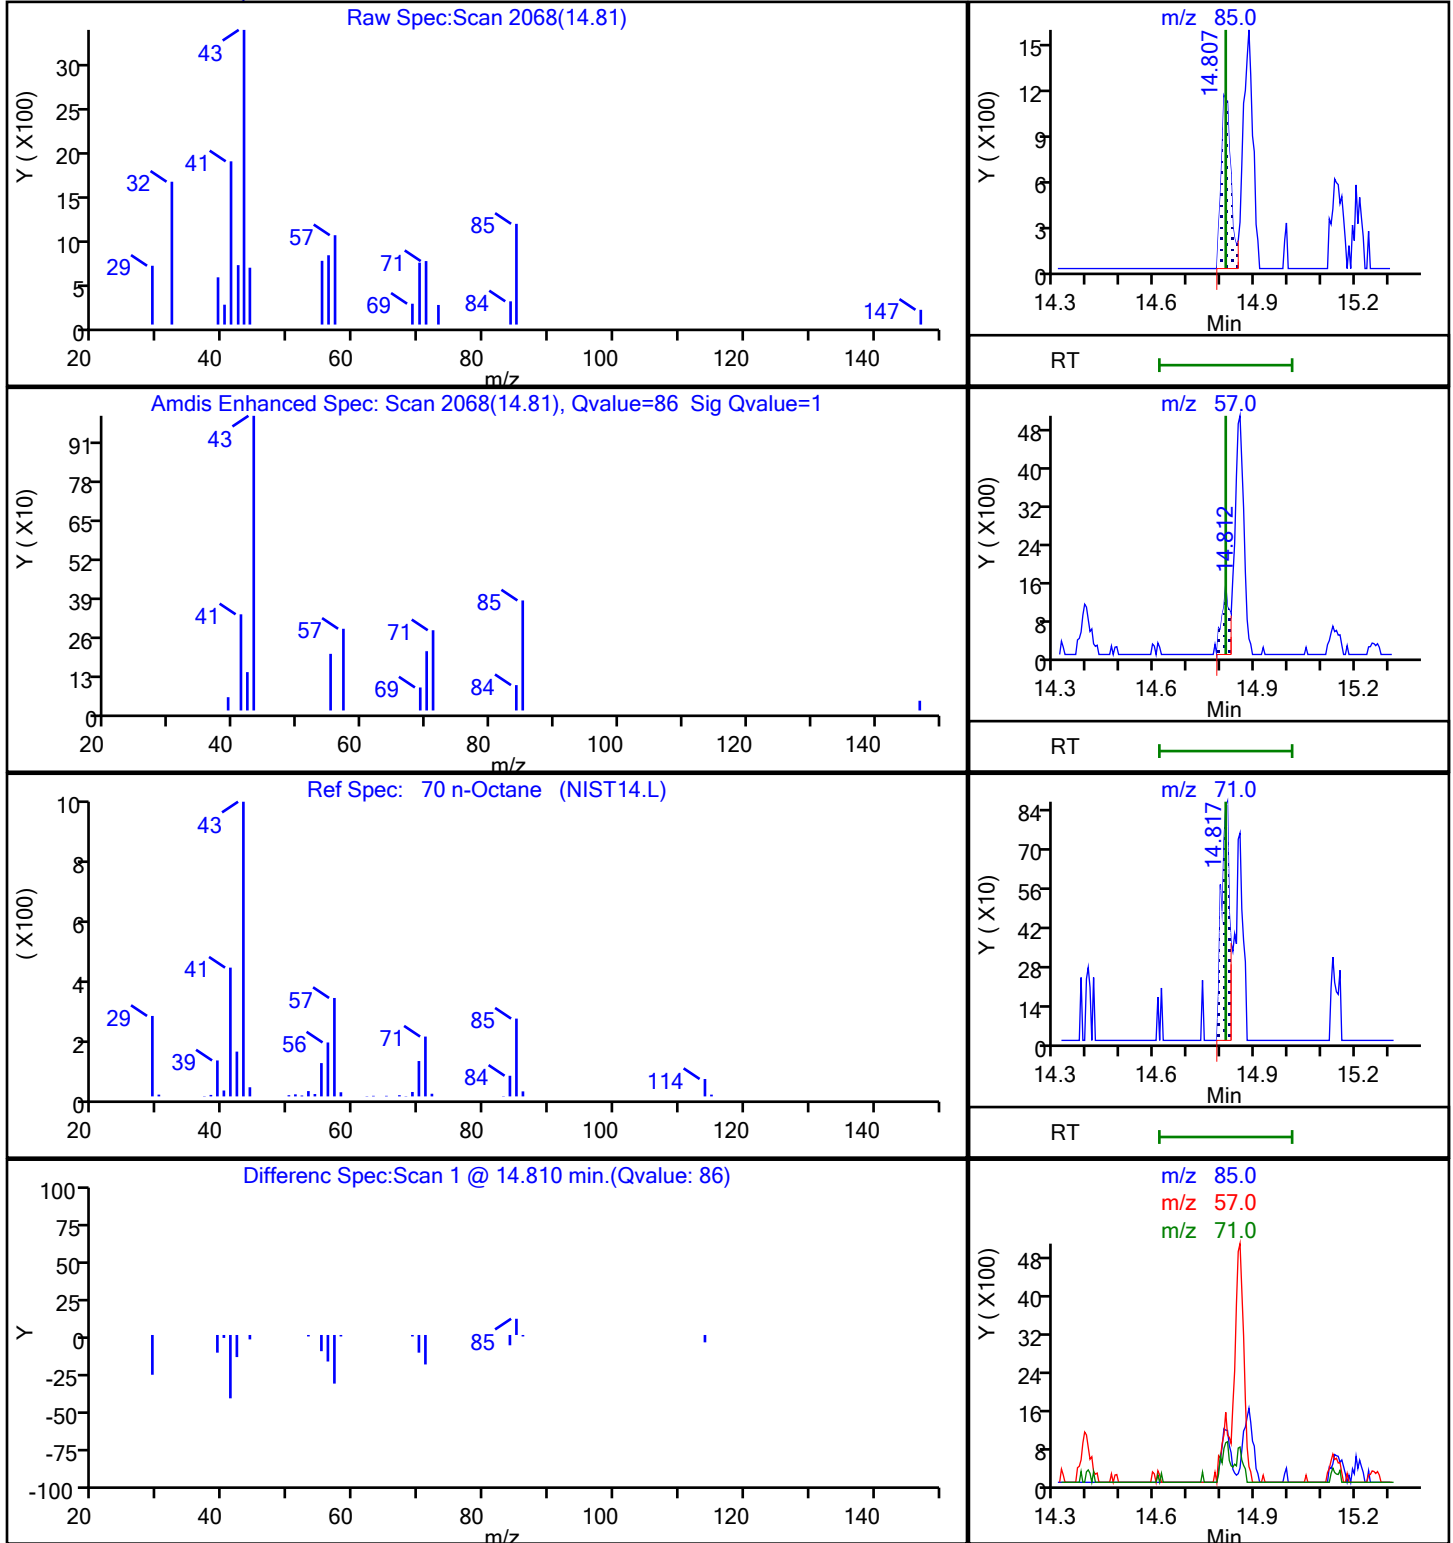 Raw Spec:Scan 2068(14.81)
Y ( X100)
30
25
20
15
10
5
0
43
41
32
29
57
71
69
85
84
147
20 40 60 80 100 120 140
m/z
m/z 85.0
Y ( X100)
15
12
9
6
3
0
14.807
14.3 14.6 14.9 15.2
Min
RT
Amdis Enhanced Spec: Scan 2068(14.81), Qvalue=86 Sig Qvalue=1
Y ( X10)
91
78
65
52
39
26
13
0
43
41
57
71
69
85
84
20 40 60 80 100 120 140
m/z
m/z 57.0
Y ( X100)
48
40
32
24
16
8
0
14.812
14.3 14.6 14.9 15.2
Min
RT
Ref Spec: 70 n-Octane (NIST14.L)
( X100)
10
8
6
4
2
0
43
41
29
39
57
56
71
85
84
114
20 40 60 80 100 120 140
m/z 71.0
Y ( X10)
84
70
56
42
28
14
0
14.817
14.3 14.6 14.9 15.2
Min
RT
Differenc Spec:Scan 1 @ 14.810 min.(Qvalue: 86)
Y
100
75
50
25
0
-25
-50
-75
-100
85
20 40 60 80 100 120 140
m/z
m/z 85.0
m/z 57.0
m/z 71.0
Y ( X100)
48
40
32
24
16
8
0
14.3 14.6 14.9 15.2
Min